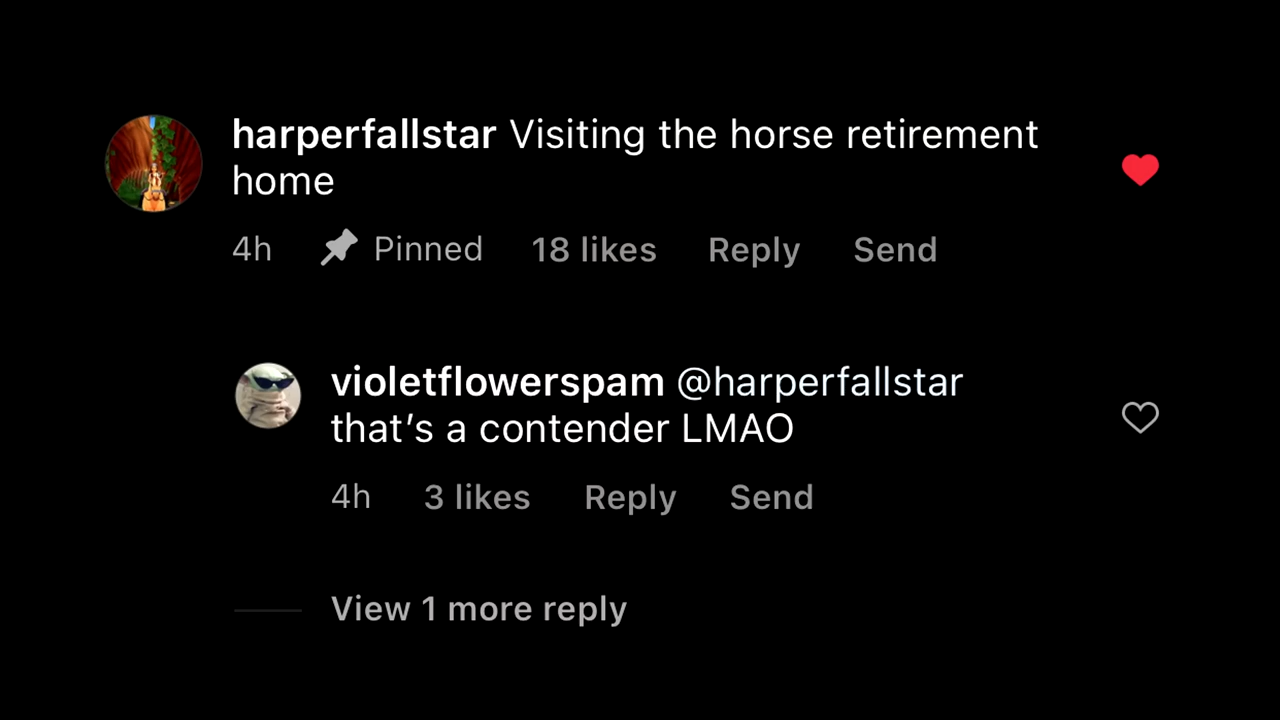 harperfallstar Visiting the horse retirement
home
4h Pinned 18 likes Reply Send
violetflowerspam @harperfallstar
that’s a contender LMAO
4h 3 likes Reply Send
View 1 more reply